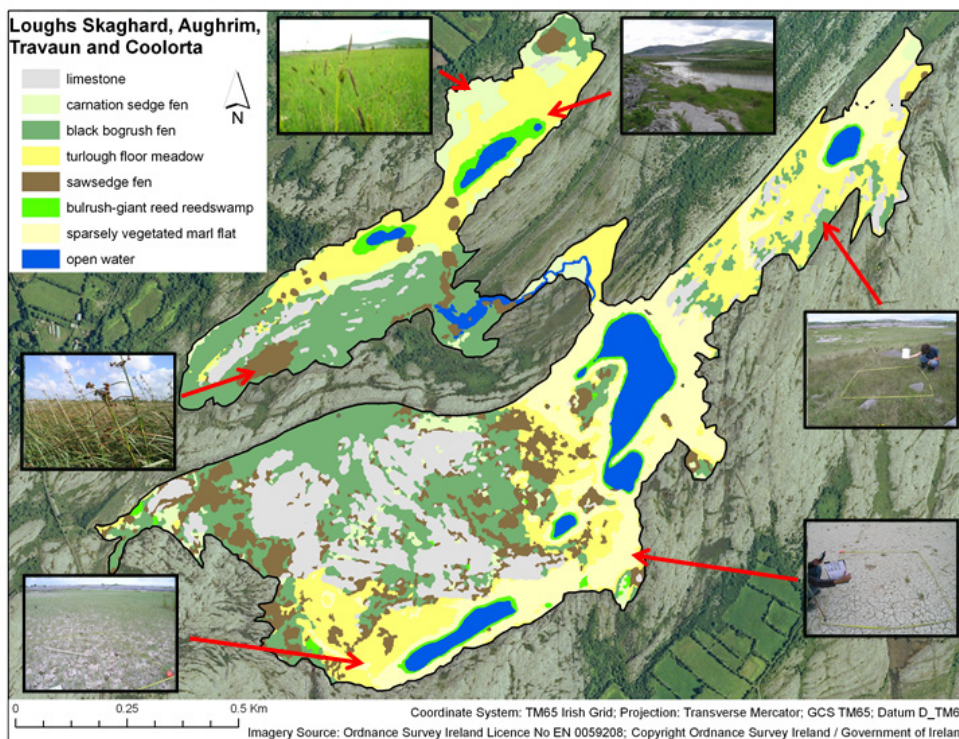 Loughs Skaghard, Aughrim,
Travaun and Coolorta
limestone
carnation sedge fen
black bogrush fen
turlough floor meadow
sawsedge fen
bulrush-giant reed reedswamp
sparsely vegetated marl flat
open water
N
0 0.25 0.5 Km
Coordinate System: TM65 Irish Grid; Projection: Transverse Mercator; GCS TM65; Datum D_TM6
Imagery Source: Ordnance Survey Ireland Licence No EN 0059208; Copyright Ordnance Survey Ireland / Government of Irelan